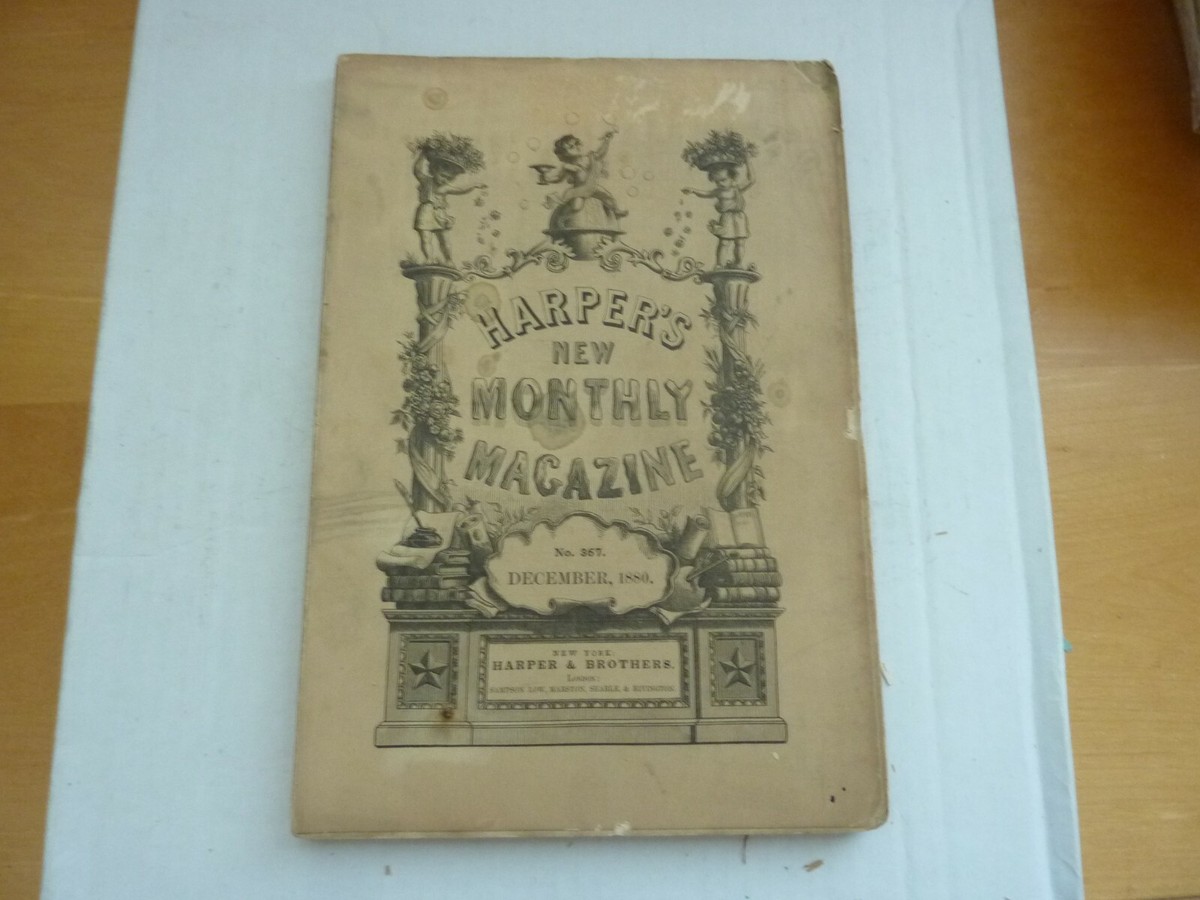 HARPER'S
NEW
MONTHLY
MAGAZINE
No. 367.
DECEMBER, 1880.
NEW YORK:
HARPER & BROTHERS.
LONDON:
SAMPSON LOW, MARSTON, SEARLE, & RIVINGTON.